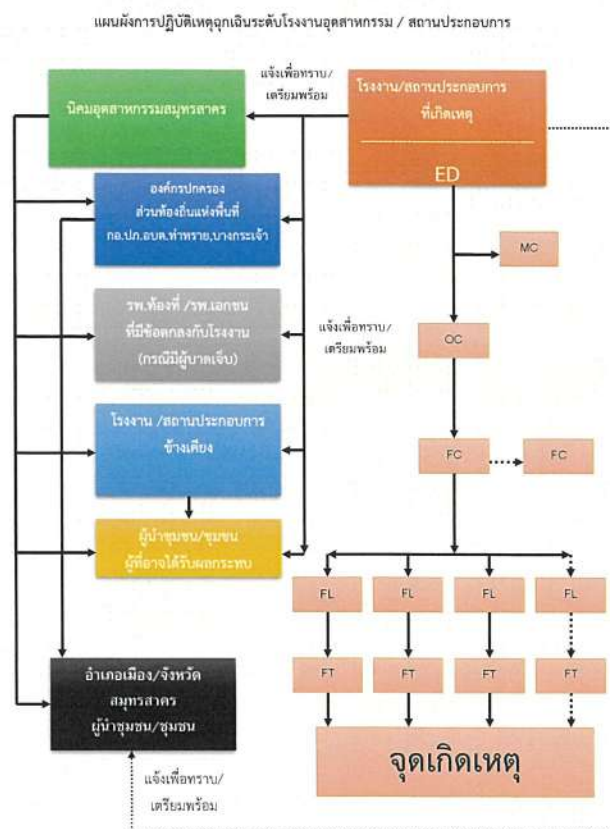 แผนผังการปฏิบัติเหตุฉุกเฉินระดับโรงงานอุตสาหกรรม / สถานประกอบการ
แจ้งเพื่อทราบ/
เตรียมพร้อม
นิคมอุตสาหกรรมสมุทรสาคร
โรงงาน/สถานประกอบการ
ที่เกิดเหตุ
ED
องค์กรปกครอง
ส่วนท้องถิ่นแห่งพื้นที่
กอ.ปภ.อบต.ท่าทราย,บางกระเจ้า
MC
รพ.ท้องที่ /รพ.เอกชน
ที่มีข้อตกลงกับโรงงาน
(กรณีมีผู้บาดเจ็บ)
แจ้งเพื่อทราบ/
เตรียมพร้อม
OC
โรงงาน /สถานประกอบการ
ข้างเคียง
FC
FC
ผู้นำชุมชน/ชุมชน
ผู้ที่อาจได้รับผลกระทบ
FL
FL
FL
FL
FT
FT
FT
FT
อำเภอเมือง/จังหวัด
สมุทรสาคร
ผู้นำชุมชน/ชุมชน
จุดเกิดเหตุ
แจ้งเพื่อทราบ/
เตรียมพร้อม